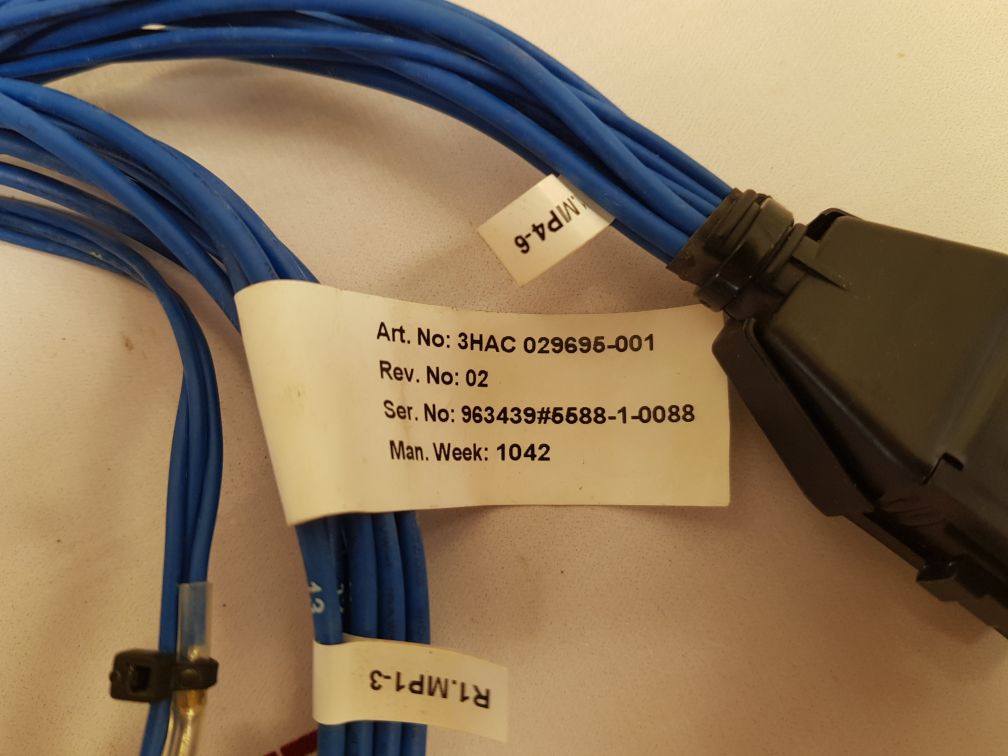 .MP4-6
Art. No: 3HAC 029695-001
Rev. No: 02
Ser. No: 963439#5588-1-0088
Man. Week: 1042
13
R1.MP1-3